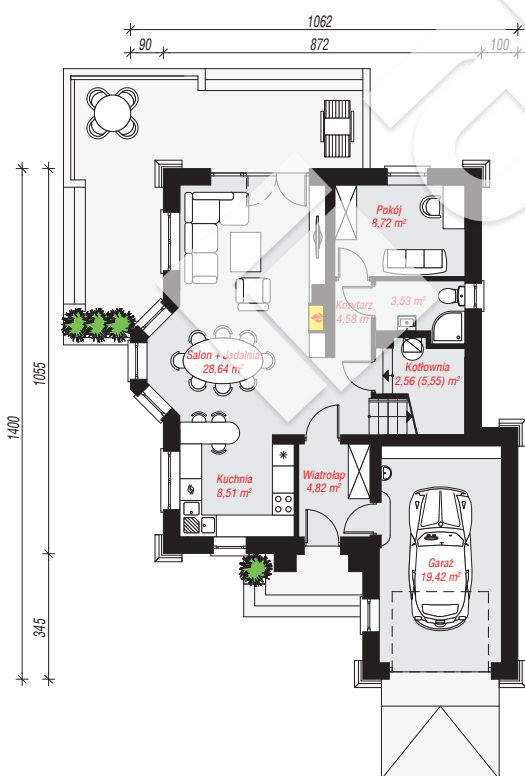 1062
90
872
100
Pokój
8,72 m²
Korytarz
4,58 m²
3,53 m²
Salon + Jadalnia
28,64 m²
Kotłownia
2,56 (5,55) m²
1055
1400
Kuchnia
8,51 m²
Wiatrołap
4,82 m²
Garaż
19,42 m²
345